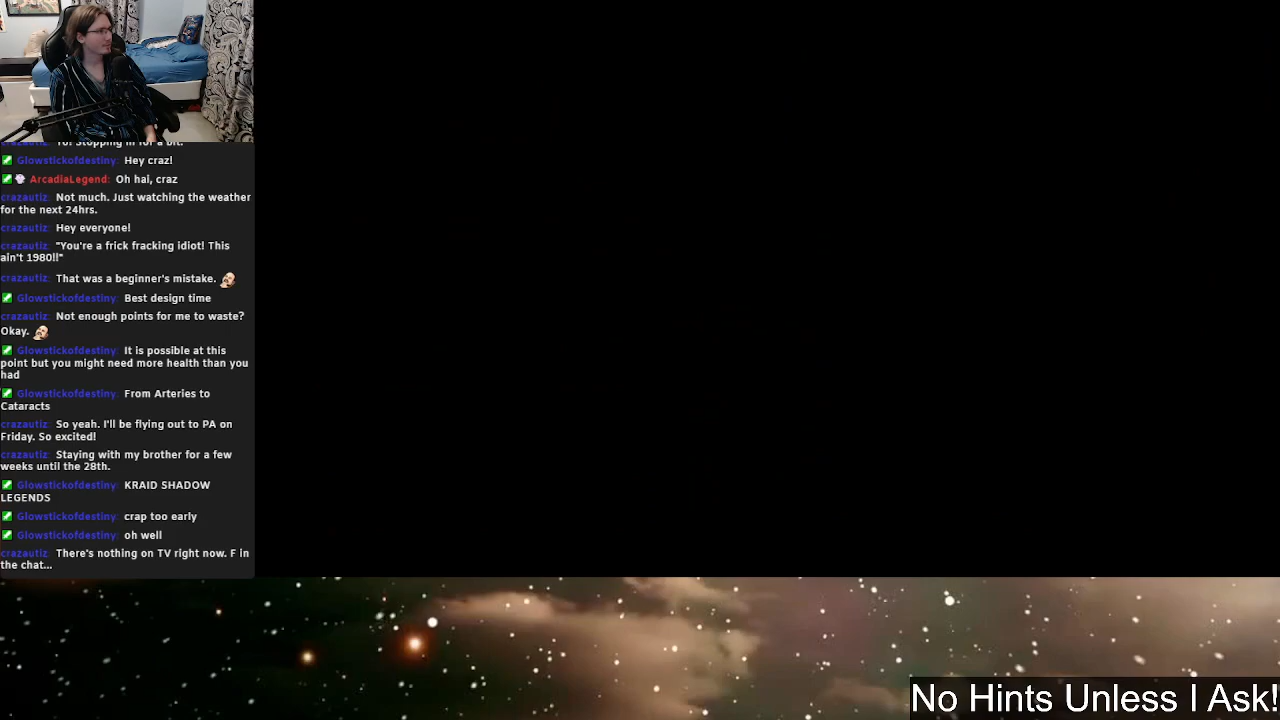 crazautiz: Yo! Stopping in for a bit.
Glowstickofdestiny: Hey craz!
ArcadiaLegend: Oh hai, craz
crazautiz: Not much. Just watching the weather
for the next 24hrs.
crazautiz: Hey everyone!
crazautiz: "You're a frick fracking idiot! This
ain't 1980!!"
crazautiz: That was a beginner's mistake.
Glowstickofdestiny: Best design time
crazautiz: Not enough points for me to waste?
Okay.
Glowstickofdestiny: It is possible at this
point but you might need more health than you
had
Glowstickofdestiny: From Arteries to
Cataracts
crazautiz: So yeah. I'll be flying out to PA on
Friday. So excited!
crazautiz: Staying with my brother for a few
weeks until the 28th.
Glowstickofdestiny: KRAID SHADOW
LEGENDS
Glowstickofdestiny: crap too early
Glowstickofdestiny: oh well
crazautiz: There's nothing on TV right now. F in
the chat...
No Hints Unless I Ask!